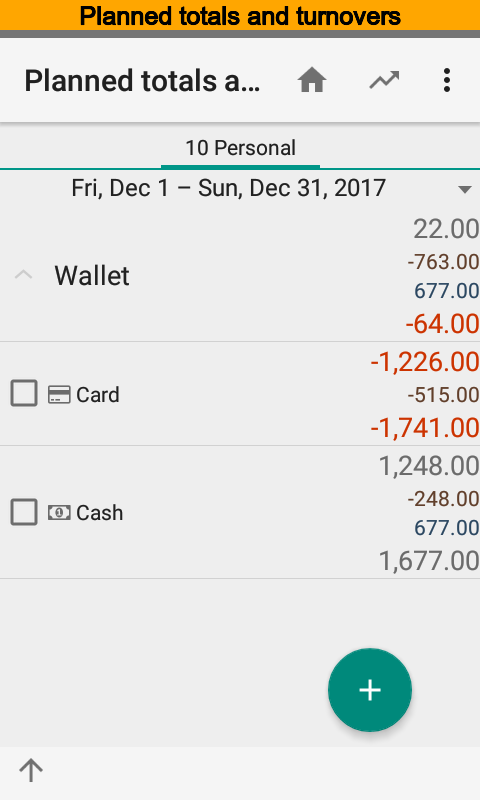 Planned totals and turnovers
Planned totals a...
10 Personal
Fri, Dec 1 – Sun, Dec 31, 2017
Wallet
22.00
-763.00
677.00
-64.00
Card
-1,226.00
-515.00
-1,741.00
Cash
1,248.00
-248.00
677.00
1,677.00